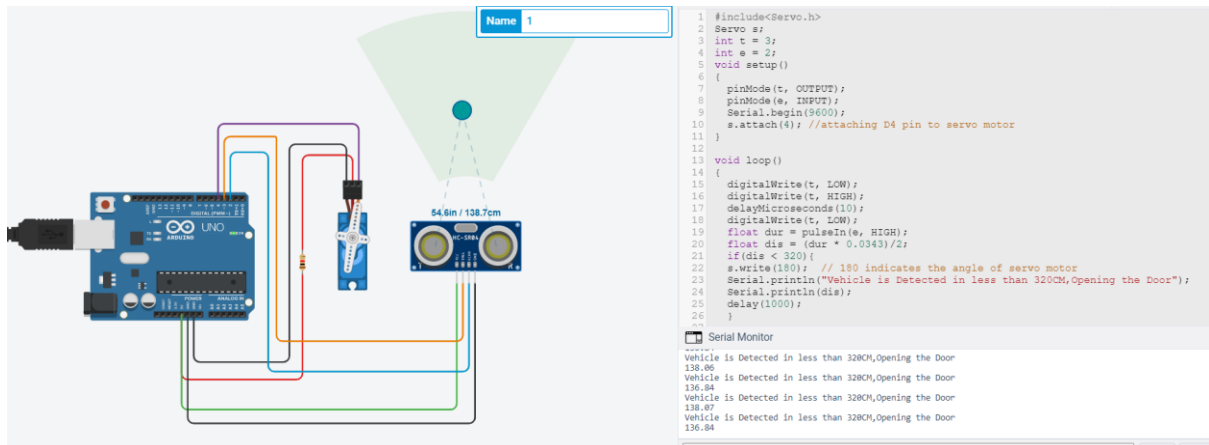 Name 1
54.6in / 138.7cm
HC-SR04
DIGITAL (PWM~)
UNO
ARDUINO
POWER
ANALOG IN
1 #include<Servo.h>
2 Servo s;
3 int t = 3;
4 int e = 2;
5 void setup()
6 {
7 pinMode(t, OUTPUT);
8 pinMode(e, INPUT);
9 Serial.begin(9600);
10 s.attach(4); //attaching D4 pin to servo motor
11 }
12
13 void loop()
14 {
15 digitalWrite(t, LOW);
16 digitalWrite(t, HIGH);
17 delayMicroseconds(10);
18 digitalWrite(t, LOW);
19 float dur = pulseIn(e, HIGH);
20 float dis = (dur * 0.0343)/2;
21 if(dis < 320){
22 s.write(180); // 180 indicates the angle of servo motor
23 Serial.println("Vehicle is Detected in less than 320CM,Opening the Door");
24 Serial.println(dis);
25 delay(1000);
26 }
Serial Monitor
Vehicle is Detected in less than 320CM,Opening the Door
138.06
Vehicle is Detected in less than 320CM,Opening the Door
136.84
Vehicle is Detected in less than 320CM,Opening the Door
138.07
Vehicle is Detected in less than 320CM,Opening the Door
136.84